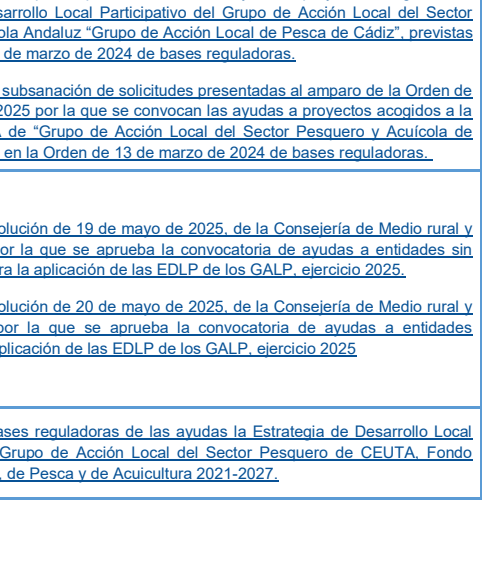 sarrollo Local Participativo del Grupo de Acción Local del Sector
ola Andaluz “Grupo de Acción Local de Pesca de Cádiz”, previstas
de marzo de 2024 de bases reguladoras.
subsanación de solicitudes presentadas al amparo de la Orden de
2025 por la que se convocan las ayudas a proyectos acogidos a la
de “Grupo de Acción Local del Sector Pesquero y Acuícola de
en la Orden de 13 de marzo de 2024 de bases reguladoras.
olución de 19 de mayo de 2025, de la Consejería de Medio rural y
or la que se aprueba la convocatoria de ayudas a entidades sin
ra la aplicación de las EDLP de los GALP, ejercicio 2025.
olución de 20 de mayo de 2025, de la Consejería de Medio rural y
por la que se aprueba la convocatoria de ayudas a entidades
plicación de las EDLP de los GALP, ejercicio 2025
ases reguladoras de las ayudas la Estrategia de Desarrollo Local
Grupo de Acción Local del Sector Pesquero de CEUTA, Fondo
, de Pesca y de Acuicultura 2021-2027.